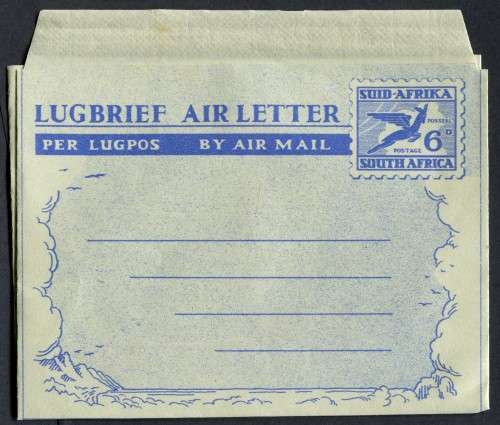 LUGBRIEF AIR LETTER
PER LUGPOS BY AIR MAIL
SUID-AFRIKA
POSSEEL
6D
POSTAGE
SOUTH AFRICA